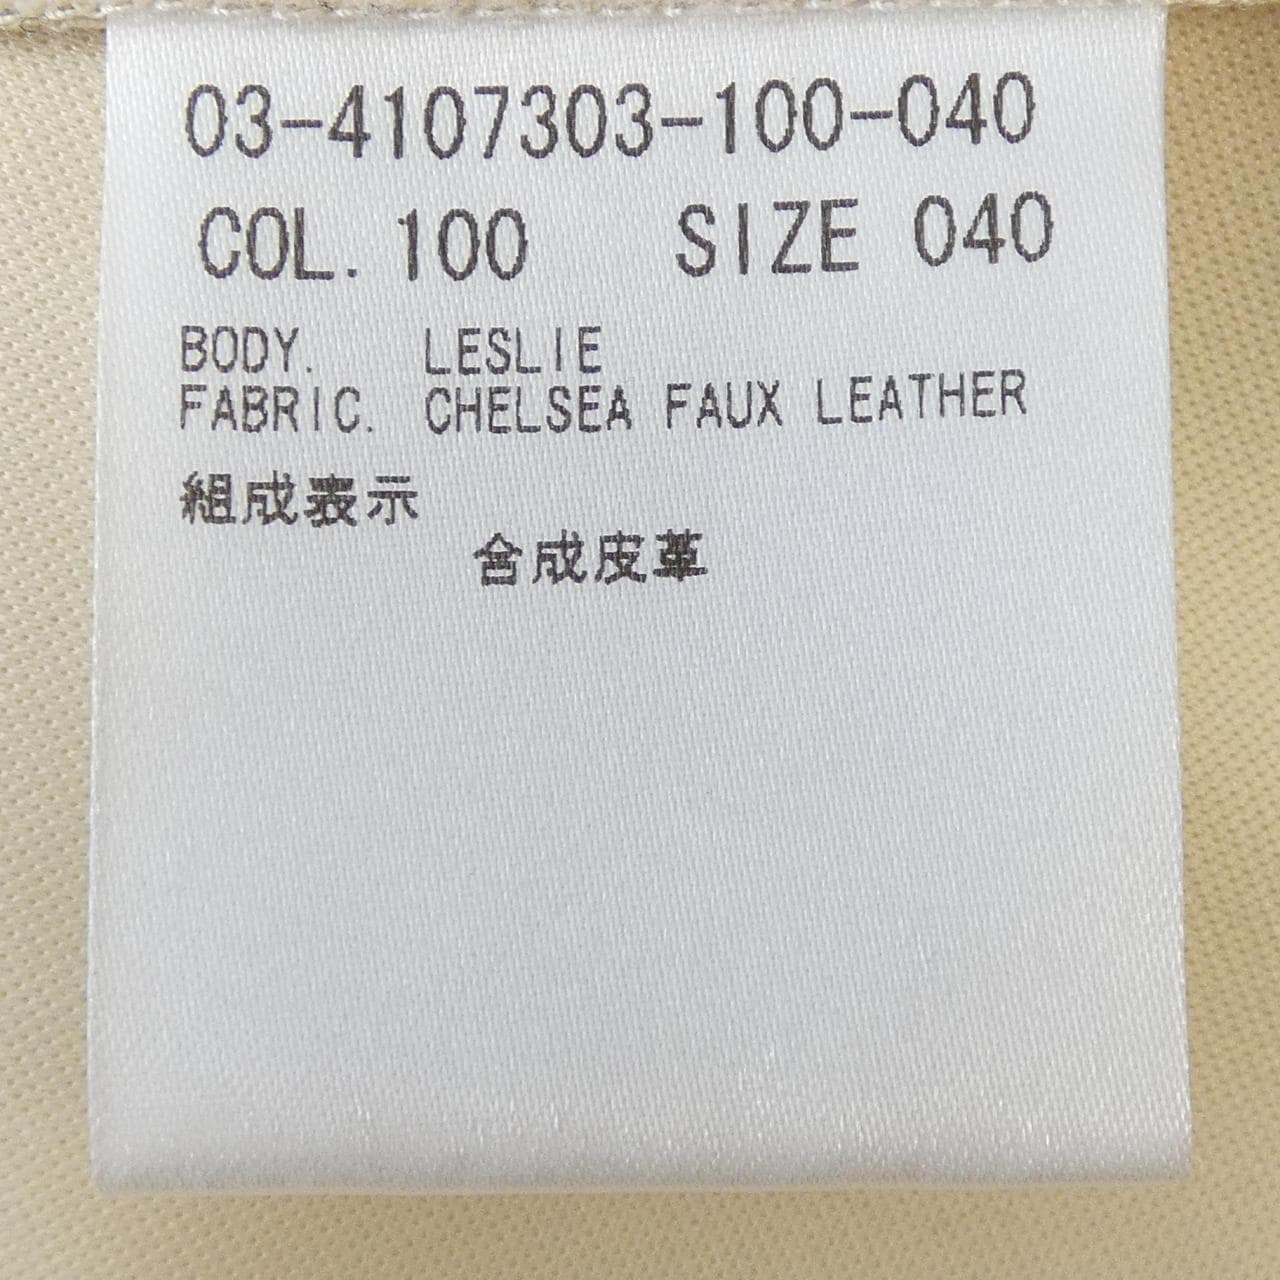 03-4107303-100-040
COL. 100 SIZE 040
BODY. LESLIE
FABRIC. CHELSEA FAUX LEATHER
組成表示
合成皮革